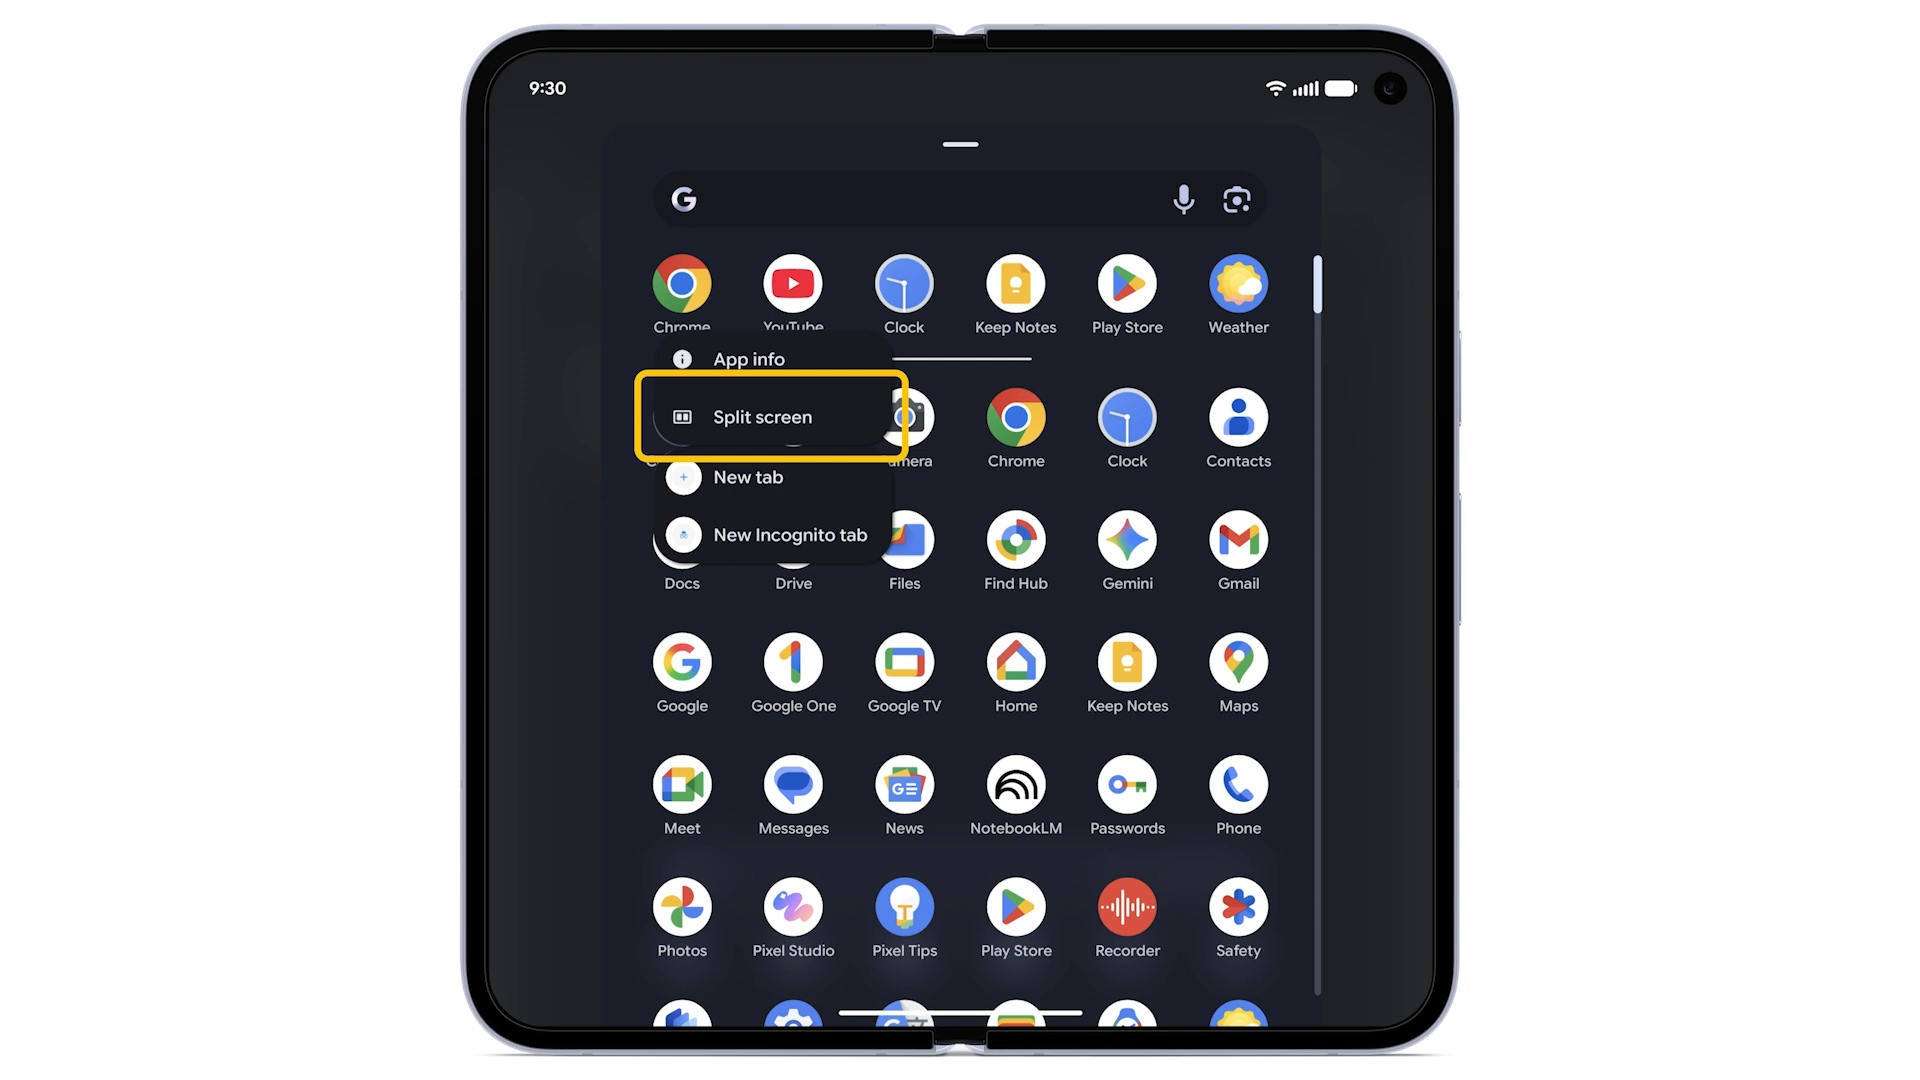 9:30
Chrome YouTube Clock Keep Notes Play Store Weather
App info
Split screen
Chrome Clock Contacts
New tab
New Incognito tab
Docs Drive Files Find Hub Gemini Gmail
Google Google One Google TV Home Keep Notes Maps
Meet Messages News NotebookLM Passwords Phone
Photos Pixel Studio Pixel Tips Play Store Recorder Safety